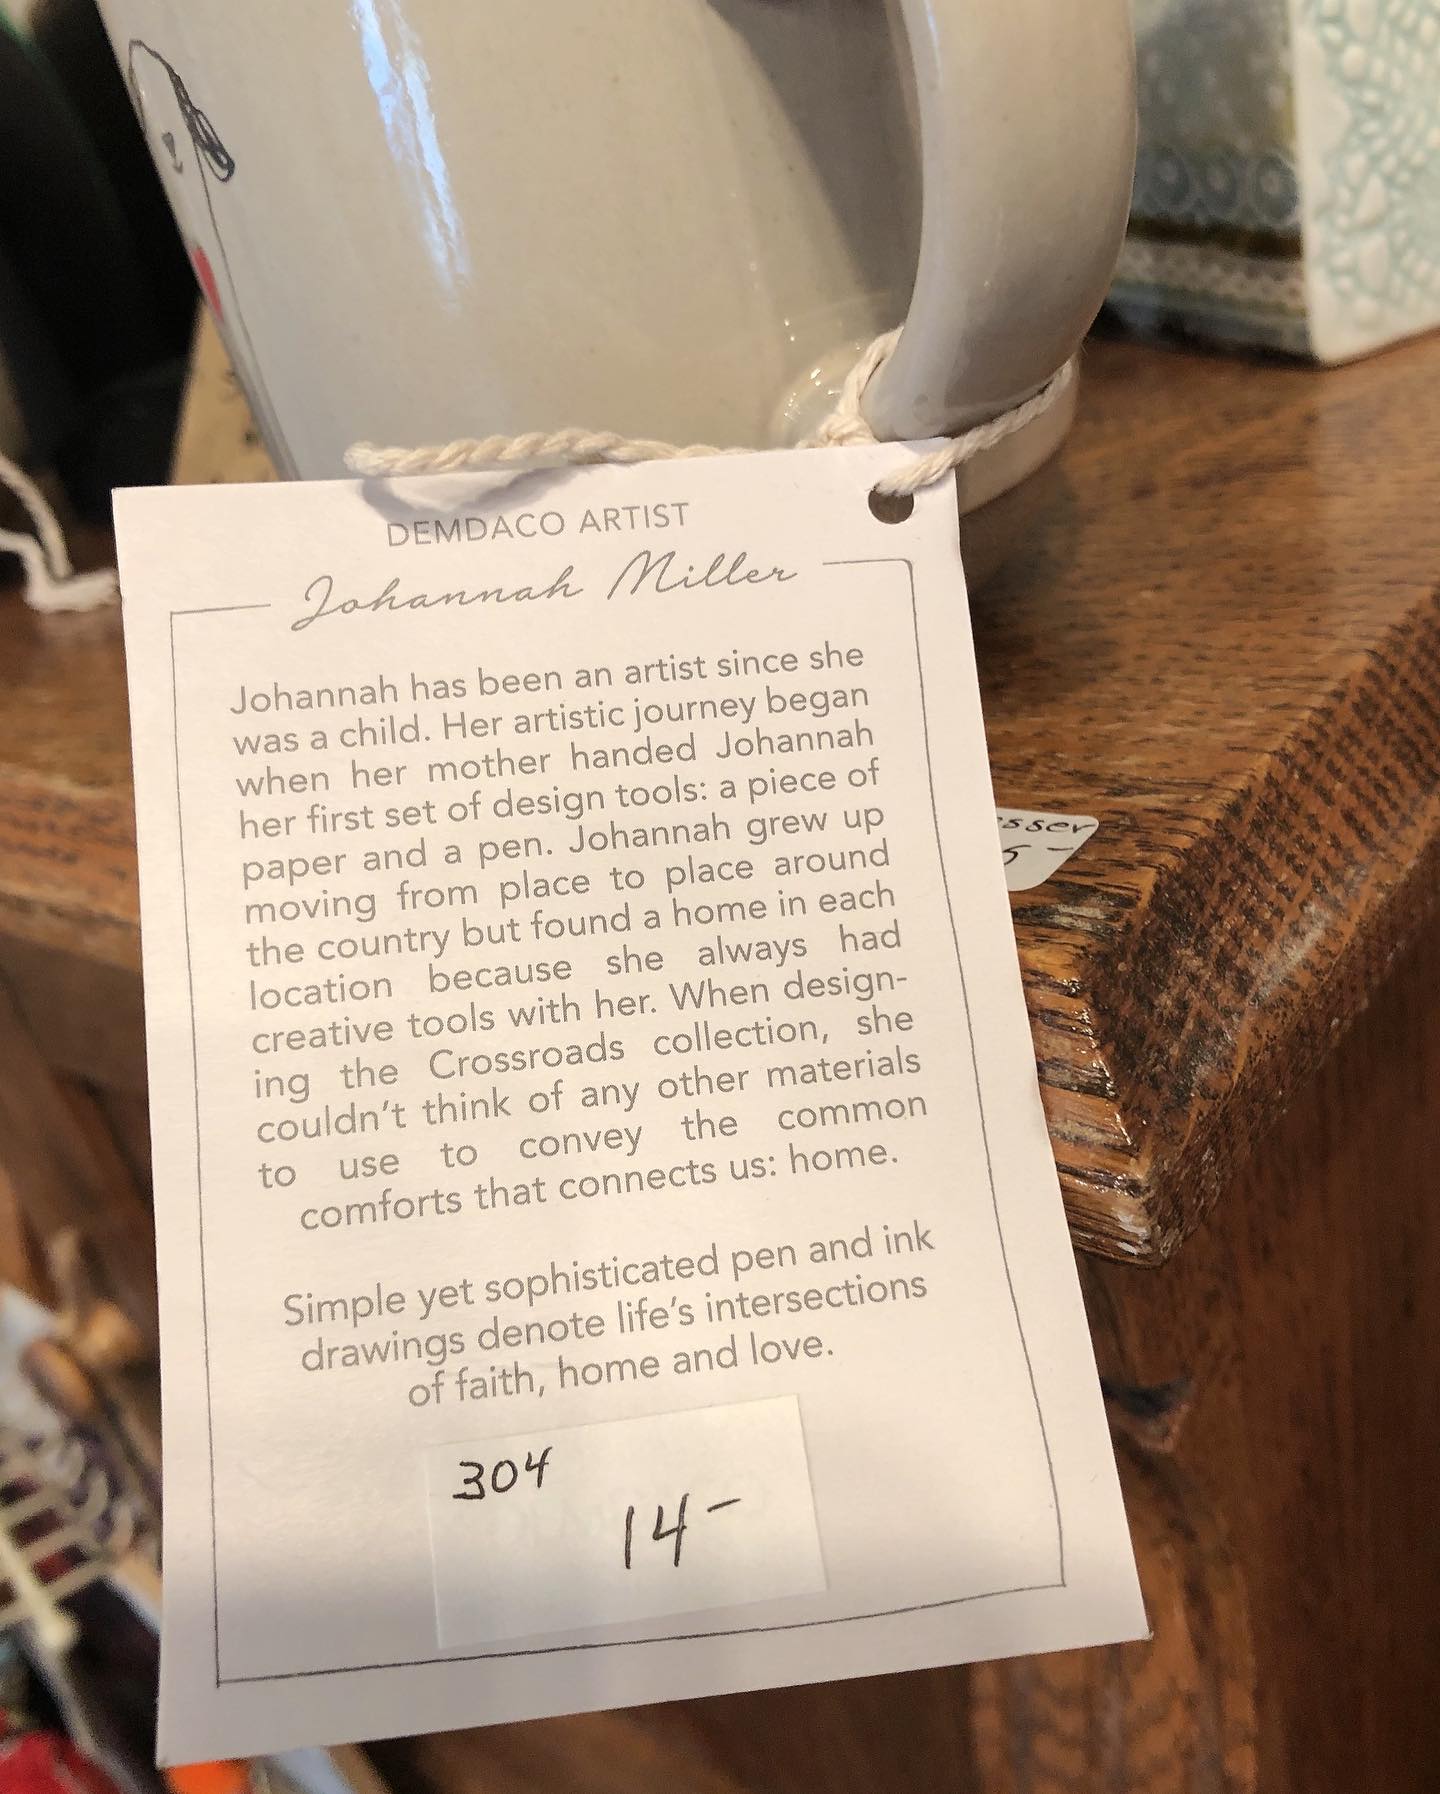 DEMDACO ARTIST
Johannah Miller
Johannah has been an artist since she
was a child. Her artistic journey began
when her mother handed Johannah
her first set of design tools: a piece of
paper and a pen. Johannah grew up
moving from place to place around
the country but found a home in each
location because she always had
creative tools with her. When design-
ing the Crossroads collection, she
couldn't think of any other materials
to use to convey the common
comforts that connects us: home.
Simple yet sophisticated pen and ink
drawings denote life's intersections
of faith, home and love.
304
14-